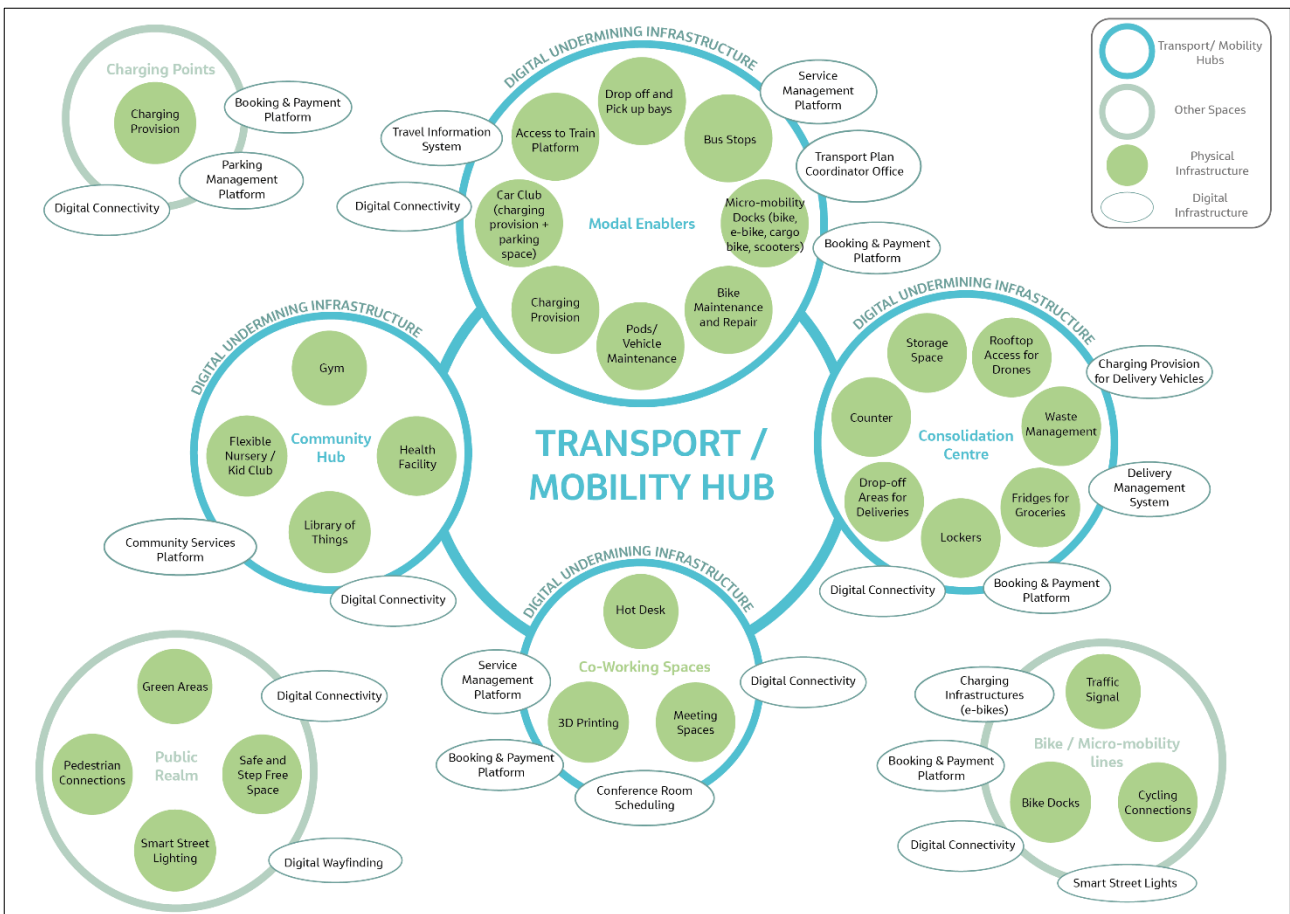 Charging Points
Charging
Provision
Booking & Payment
Platform
Parking
Management
Platform
Digital Connectivity
DIGITAL UNDERMINING INFRASTRUCTURE
Drop off and
Pick up bays
Access to Train
Platform
Bus Stops
Car Club
(charging
provision +
parking
space)
Modal Enablers
Micro-mobility
Docks (bike,
e-bike, cargo
bike, scooters)
Charging
Provision
Pods/
Vehicle
Maintenance
Bike
Maintenance
and Repair
Travel Information
System
Digital Connectivity
Service
Management
Platform
Transport Plan
Coordinator Office
Booking & Payment
Platform
Transport/ Mobility
Hubs
Other Spaces
Physical
Infrastructure
Digital
Infrastructure
DIGITAL UNDERMINING INFRASTRUCTURE
Gym
Flexible
Nursery /
Kid Club
Community
Hub
Health
Facility
Library of
Things
Community Services
Platform
Digital Connectivity
TRANSPORT /
MOBILITY HUB
DIGITAL UNDERMINING INFRASTRUCTURE
Storage
Space
Rooftop
Access for
Drones
Counter
Consolidation
Centre
Waste
Management
Drop-off
Areas for
Deliveries
Lockers
Fridges for
Groceries
Charging Provision
for Delivery Vehicles
Delivery
Management
System
Digital Connectivity
Booking & Payment
Platform
DIGITAL UNDERMINING INFRASTRUCTURE
Hot Desk
Co-Working Spaces
3D Printing
Meeting
Spaces
Service
Management
Platform
Digital Connectivity
Booking & Payment
Platform
Conference Room
Scheduling
Green Areas
Pedestrian
Connections
Public
Realm
Safe and
Step Free
Space
Smart Street
Lighting
Digital Connectivity
Digital Wayfinding
Traffic
Signal
Charging
Infrastructures
(e-bikes)
Bike / Micro-mobility
lines
Booking & Payment
Platform
Bike Docks
Cycling
Connections
Digital Connectivity
Smart Street Lights